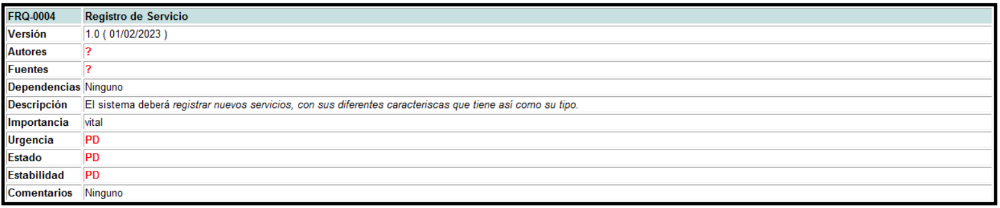 FRQ-0004 Registro de Servicio
Versión 1.0 ( 01/02/2023 )
Autores ?
Fuentes ?
Dependencias Ninguno
Descripción El sistema deberá registrar nuevos servicios, con sus diferentes caracteriscas que tiene así como su tipo.
Importancia vital
Urgencia PD
Estado PD
Estabilidad PD
Comentarios Ninguno